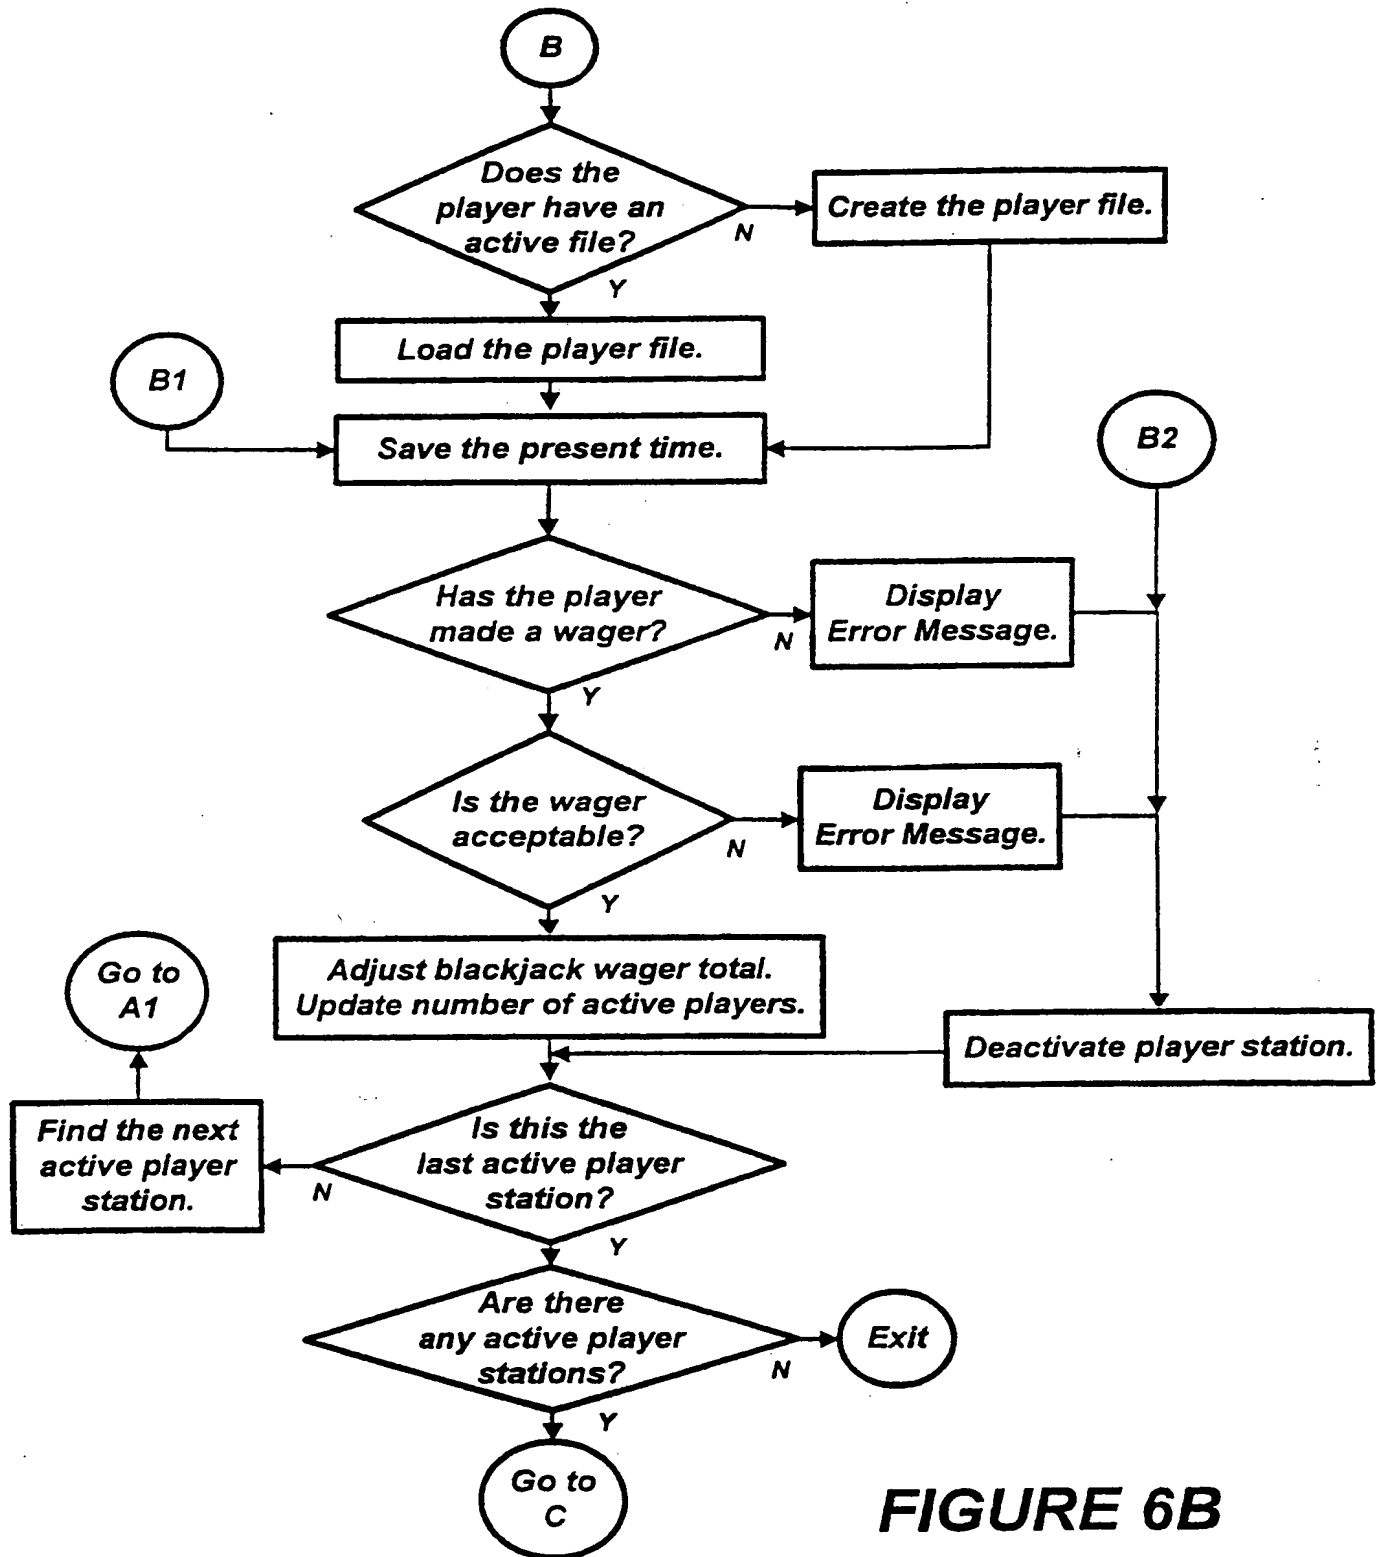 B
Does the
player have an
active file?
N
Create the player file.
Y
Load the player file.
B1
Save the present time.
B2
Has the player
made a wager?
N
Display
Error Message.
Y
Is the wager
acceptable?
N
Display
Error Message.
Y
Adjust blackjack wager total.
Update number of active players.
Go to
A1
Deactivate player station.
Is this the
last active player
station?
N
Find the next
active player
station.
Y
Are there
any active player
stations?
N
Exit
Y
Go to
C
FIGURE 6B